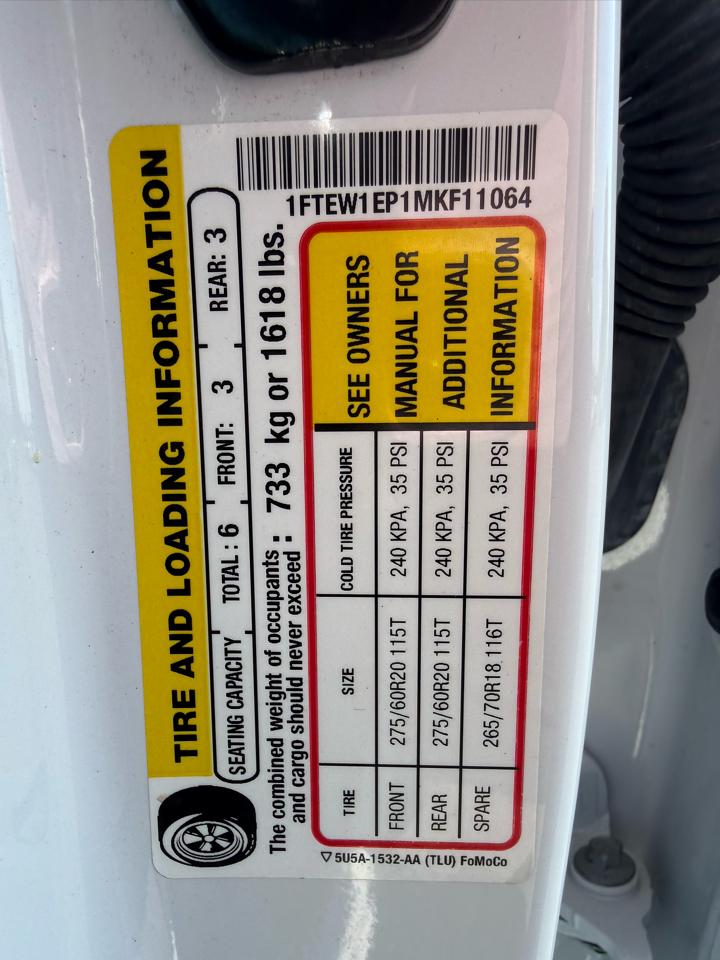 TIRE AND LOADING INFORMATION
SEATING CAPACITY TOTAL : 6 FRONT: 3 REAR: 3
The combined weight of occupants
and cargo should never exceed : 733 kg or 1618 lbs.
1FTEW1EP1MKF11064
TIRE SIZE COLD TIRE PRESSURE
FRONT 275/60R20 115T 240 KPA, 35 PSI
REAR 275/60R20 115T 240 KPA, 35 PSI
SPARE 265/70R18 116T 240 KPA, 35 PSI
SEE OWNERS
MANUAL FOR
ADDITIONAL
INFORMATION
5U5A-1532-AA (TLU) FoMoCo